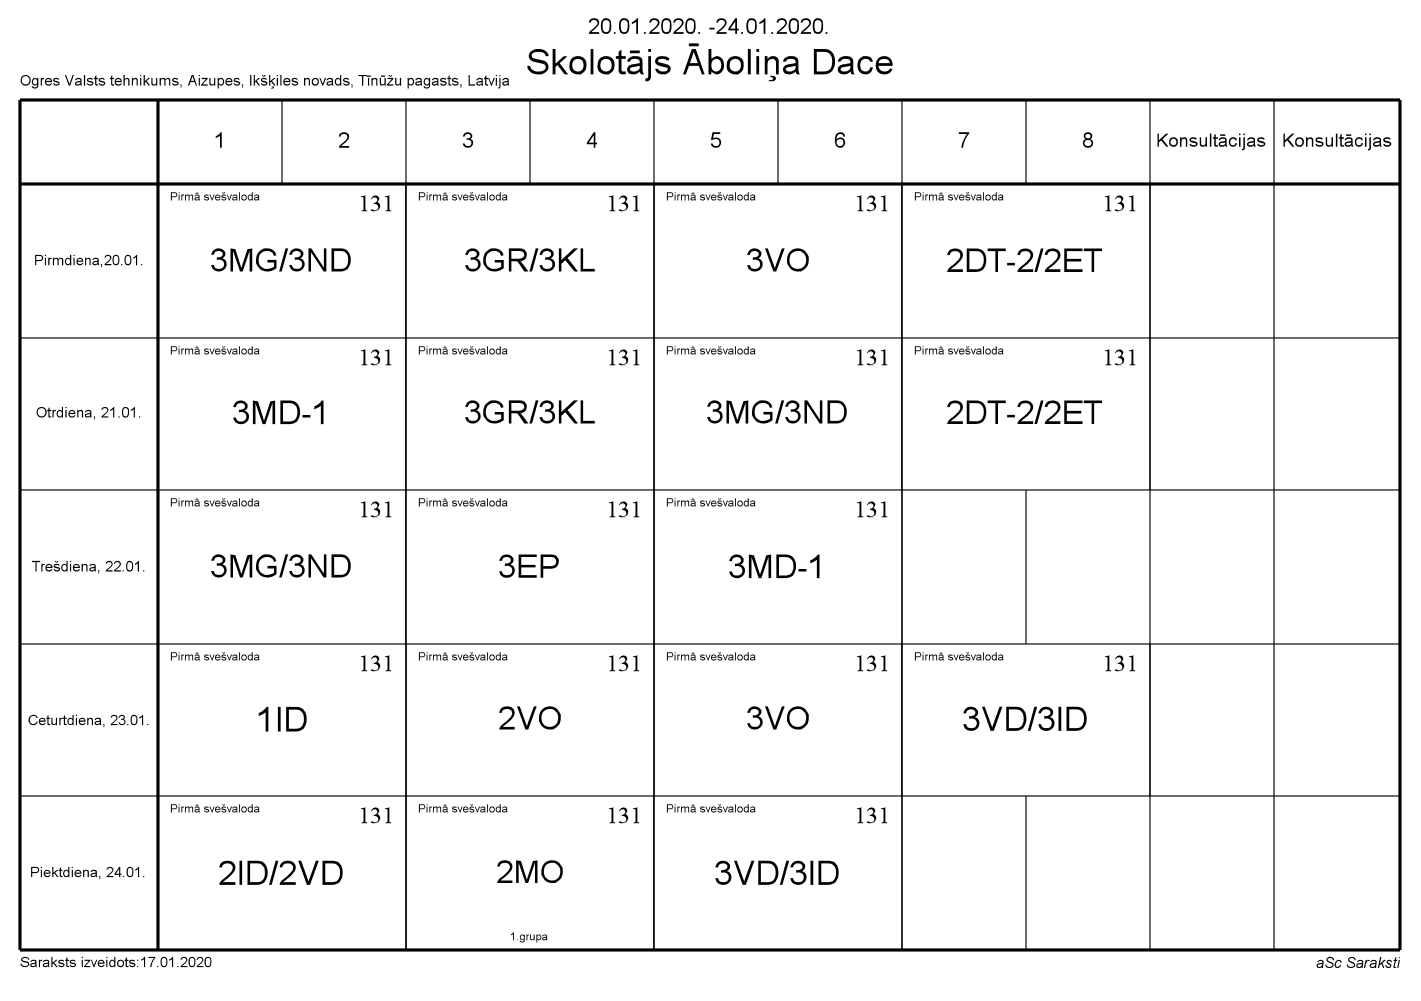 20.01.2020. -24.01.2020.
Skolotājs Āboliņa Dace
Ogres Valsts tehnikums, Aizupes, Ikšķiles novads, Tīnūžu pagasts, Latvija
1 2 3 4 5 6 7 8 Konsultācijas Konsultācijas
Pirmā svešvaloda 131 Pirmā svešvaloda 131 Pirmā svešvaloda 131 Pirmā svešvaloda 131
Pirmdiena,20.01. 3MG/3ND 3GR/3KL 3VO 2DT-2/2ET
Pirmā svešvaloda 131 Pirmā svešvaloda 131 Pirmā svešvaloda 131 Pirmā svešvaloda 131
Otrdiena, 21.01. 3MD-1 3GR/3KL 3MG/3ND 2DT-2/2ET
Pirmā svešvaloda 131 Pirmā svešvaloda 131 Pirmā svešvaloda 131
Trešdiena, 22.01. 3MG/3ND 3EP 3MD-1
Pirmā svešvaloda 131 Pirmā svešvaloda 131 Pirmā svešvaloda 131 Pirmā svešvaloda 131
Ceturtdiena, 23.01. 1ID 2VO 3VO 3VD/3ID
Pirmā svešvaloda 131 Pirmā svešvaloda 131 Pirmā svešvaloda 131
Piektdiena, 24.01. 2ID/2VD 2MO 3VD/3ID
1.grupa
Saraksts izveidots:17.01.2020 aSc Saraksti